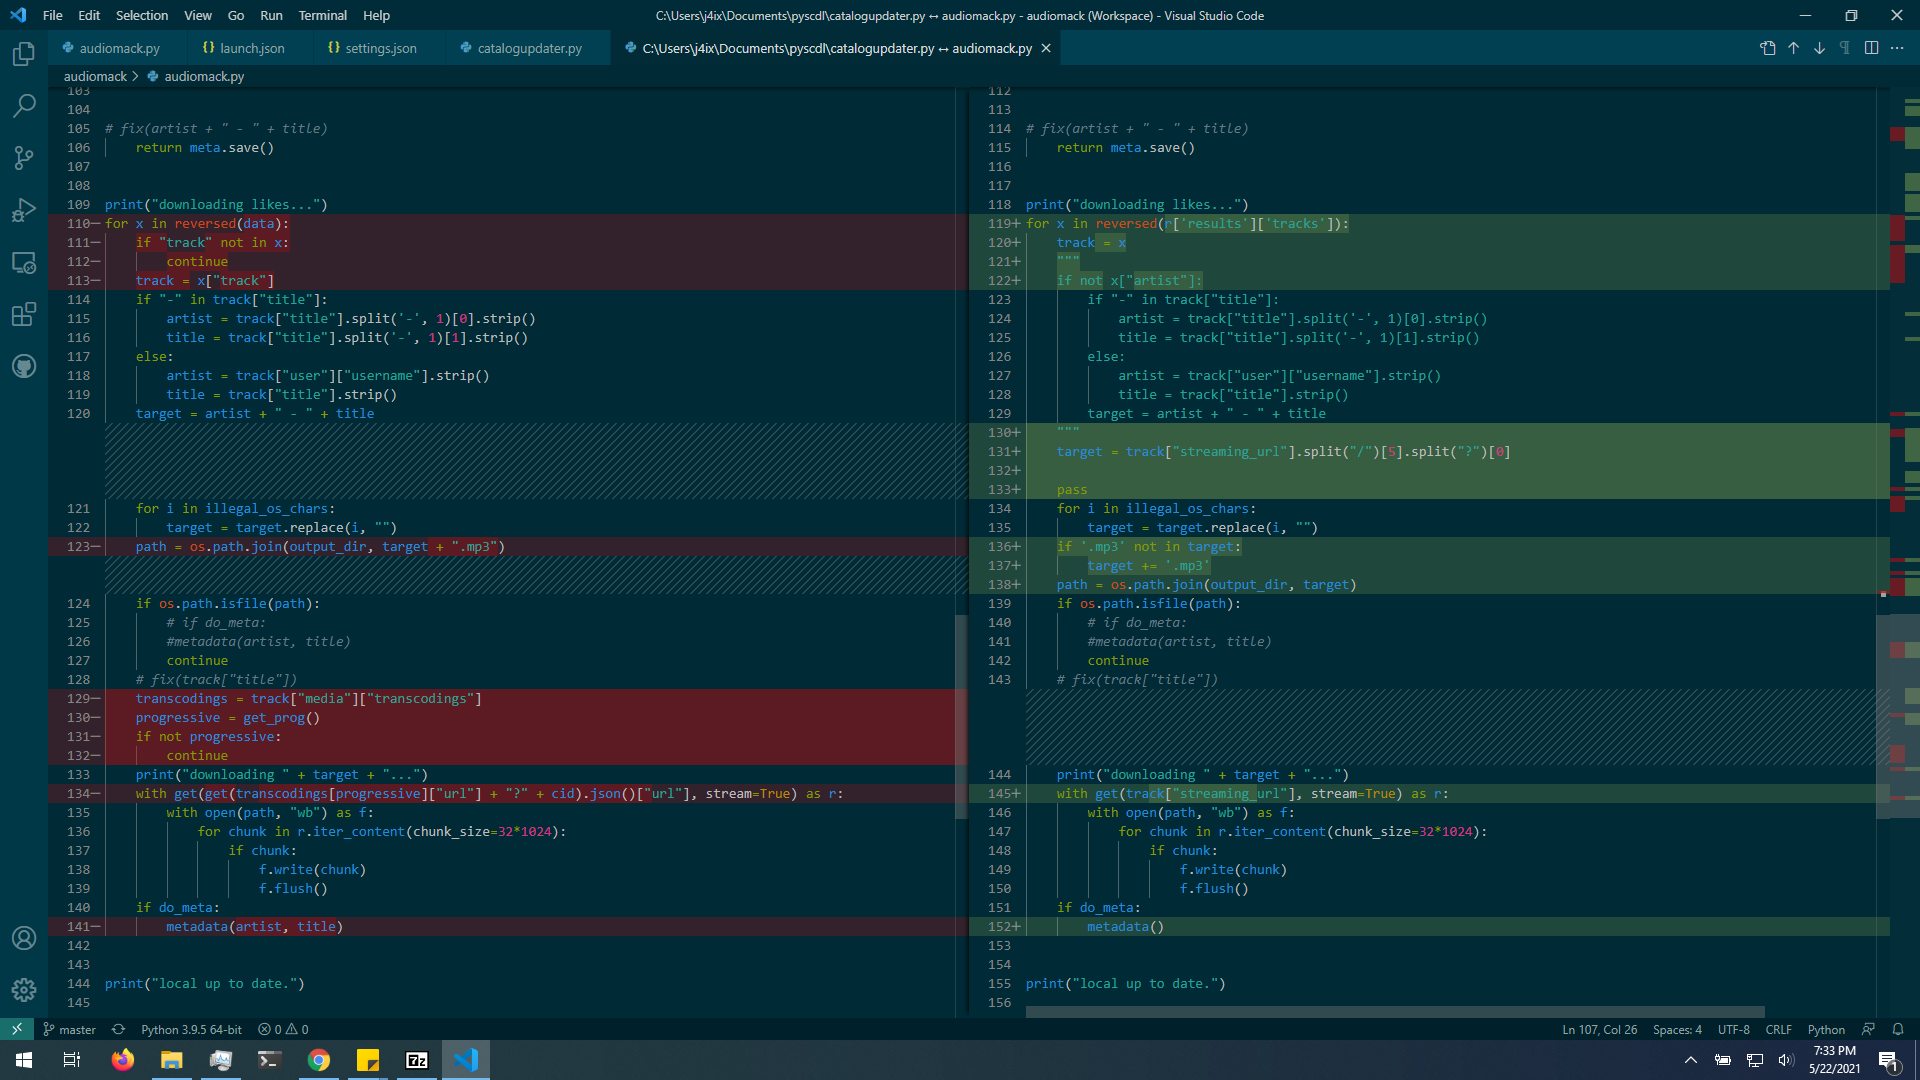 File Edit Selection View Go Run Terminal Help
C:\Users\j4ix\Documents\pyscdl\catalogupdater.py ↔ audiomack.py - audiomack (Workspace) - Visual Studio Code
audiomack.py
{} launch.json
{} settings.json
catalogupdater.py
C:\Users\j4ix\Documents\pyscdl\catalogupdater.py ↔ audiomack.py
audiomack > audiomack.py
103
104
105 # fix(artist + " - " + title)
106 return meta.save()
107
108
109 print("downloading likes...")
110— for x in reversed(data):
111— if "track" not in x:
112— continue
113— track = x["track"]
114 if "-" in track["title"]:
115 artist = track["title"].split('-', 1)[0].strip()
116 title = track["title"].split('-', 1)[1].strip()
117 else:
118 artist = track["user"]["username"].strip()
119 title = track["title"].strip()
120 target = artist + " - " + title
121 for i in illegal_os_chars:
122 target = target.replace(i, "")
123— path = os.path.join(output_dir, target + ".mp3")
124 if os.path.isfile(path):
125 # if do_meta:
126 #metadata(artist, title)
127 continue
128 # fix(track["title"])
129— transcodings = track["media"]["transcodings"]
130— progressive = get_prog()
131— if not progressive:
132— continue
133 print("downloading " + target + "...")
134— with get(get(transcodings[progressive]["url"] + "?" + cid).json()["url"], stream=True) as r:
135 with open(path, "wb") as f:
136 for chunk in r.iter_content(chunk_size=32*1024):
137 if chunk:
138 f.write(chunk)
139 f.flush()
140 if do_meta:
141— metadata(artist, title)
142
143
144 print("local up to date.")
145
112
113
114 # fix(artist + " - " + title)
115 return meta.save()
116
117
118 print("downloading likes...")
119+ for x in reversed(r['results']['tracks']):
120+ track = x
121+ """
122+ if not x["artist"]:
123 if "-" in track["title"]:
124 artist = track["title"].split('-', 1)[0].strip()
125 title = track["title"].split('-', 1)[1].strip()
126 else:
127 artist = track["user"]["username"].strip()
128 title = track["title"].strip()
129 target = artist + " - " + title
130+ """
131+ target = track["streaming_url"].split("/")[5].split("?")[0]
132+
133+ pass
134 for i in illegal_os_chars:
135 target = target.replace(i, "")
136+ if '.mp3' not in target:
137+ target += '.mp3'
138+ path = os.path.join(output_dir, target)
139 if os.path.isfile(path):
140 # if do_meta:
141 #metadata(artist, title)
142 continue
143 # fix(track["title"])
144 print("downloading " + target + "...")
145+ with get(track["streaming_url"], stream=True) as r:
146 with open(path, "wb") as f:
147 for chunk in r.iter_content(chunk_size=32*1024):
148 if chunk:
149 f.write(chunk)
150 f.flush()
151 if do_meta:
152+ metadata()
153
154
155 print("local up to date.")
156
master Python 3.9.5 64-bit 0 0 Ln 107, Col 26 Spaces: 4 UTF-8 CRLF Python
7z
7:33 PM
5/22/2021
1